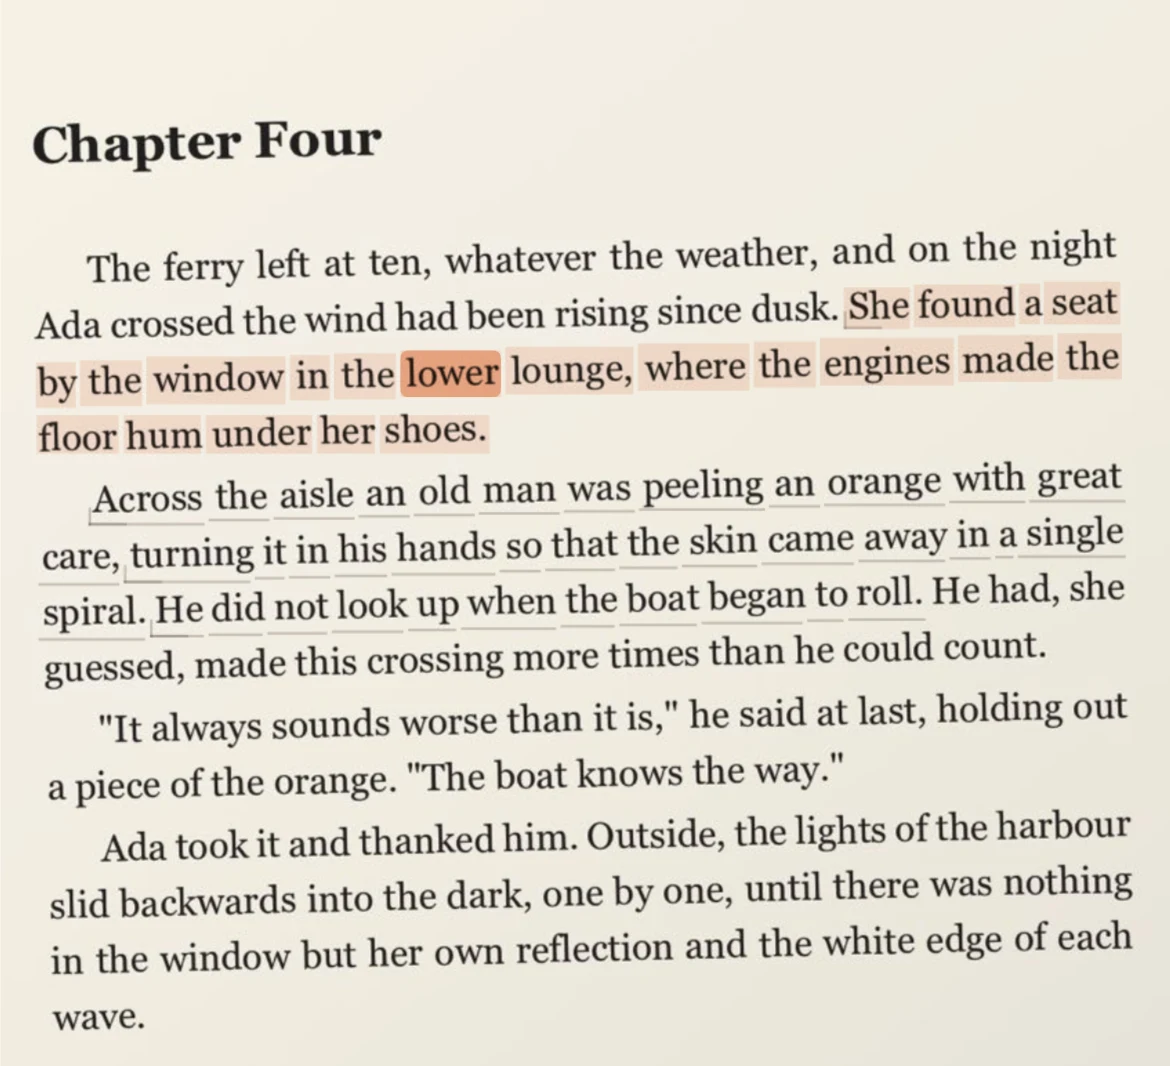 Chapter Four
The ferry left at ten, whatever the weather, and on the night
Ada crossed the wind had been rising since dusk. She found a seat
by the window in the lower lounge, where the engines made the
floor hum under her shoes.
Across the aisle an old man was peeling an orange with great
care, turning it in his hands so that the skin came away in a single
spiral. He did not look up when the boat began to roll. He had, she
guessed, made this crossing more times than he could count.
"It always sounds worse than it is," he said at last, holding out
a piece of the orange. "The boat knows the way."
Ada took it and thanked him. Outside, the lights of the harbour
slid backwards into the dark, one by one, until there was nothing
in the window but her own reflection and the white edge of each
wave.